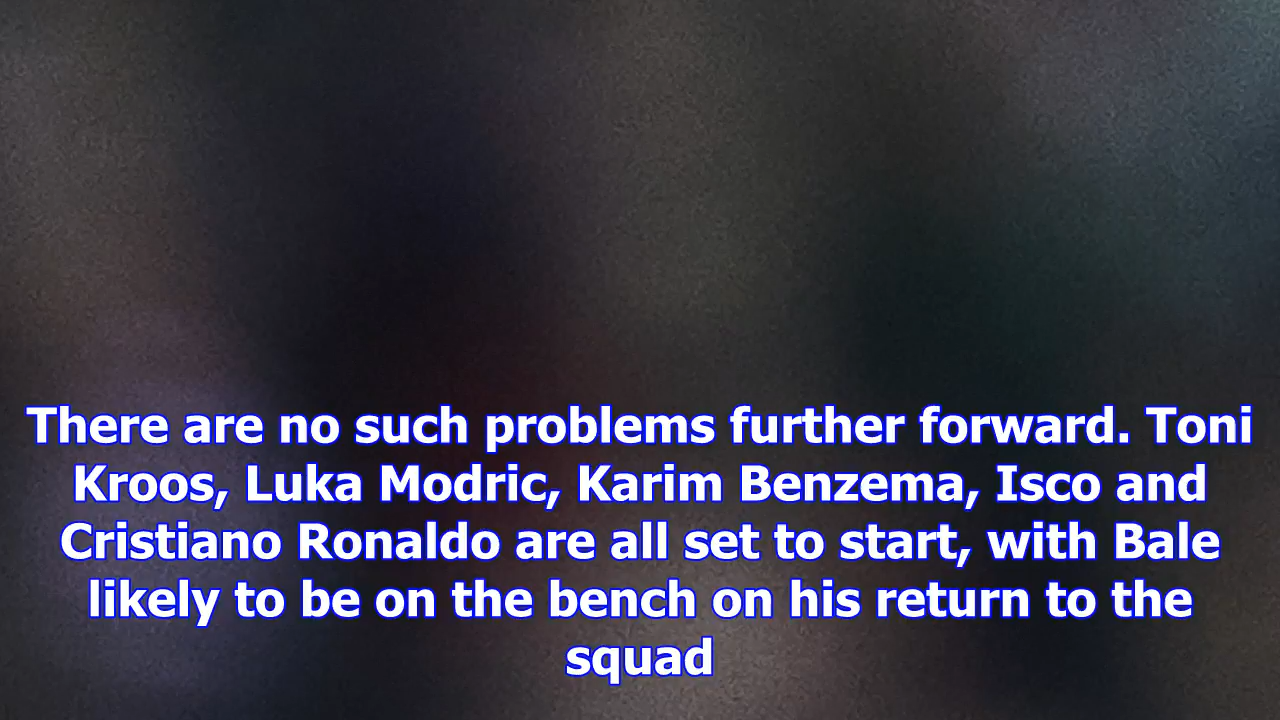 There are no such problems further forward. Toni
Kroos, Luka Modric, Karim Benzema, Isco and
Cristiano Ronaldo are all set to start, with Bale
likely to be on the bench on his return to the
squad